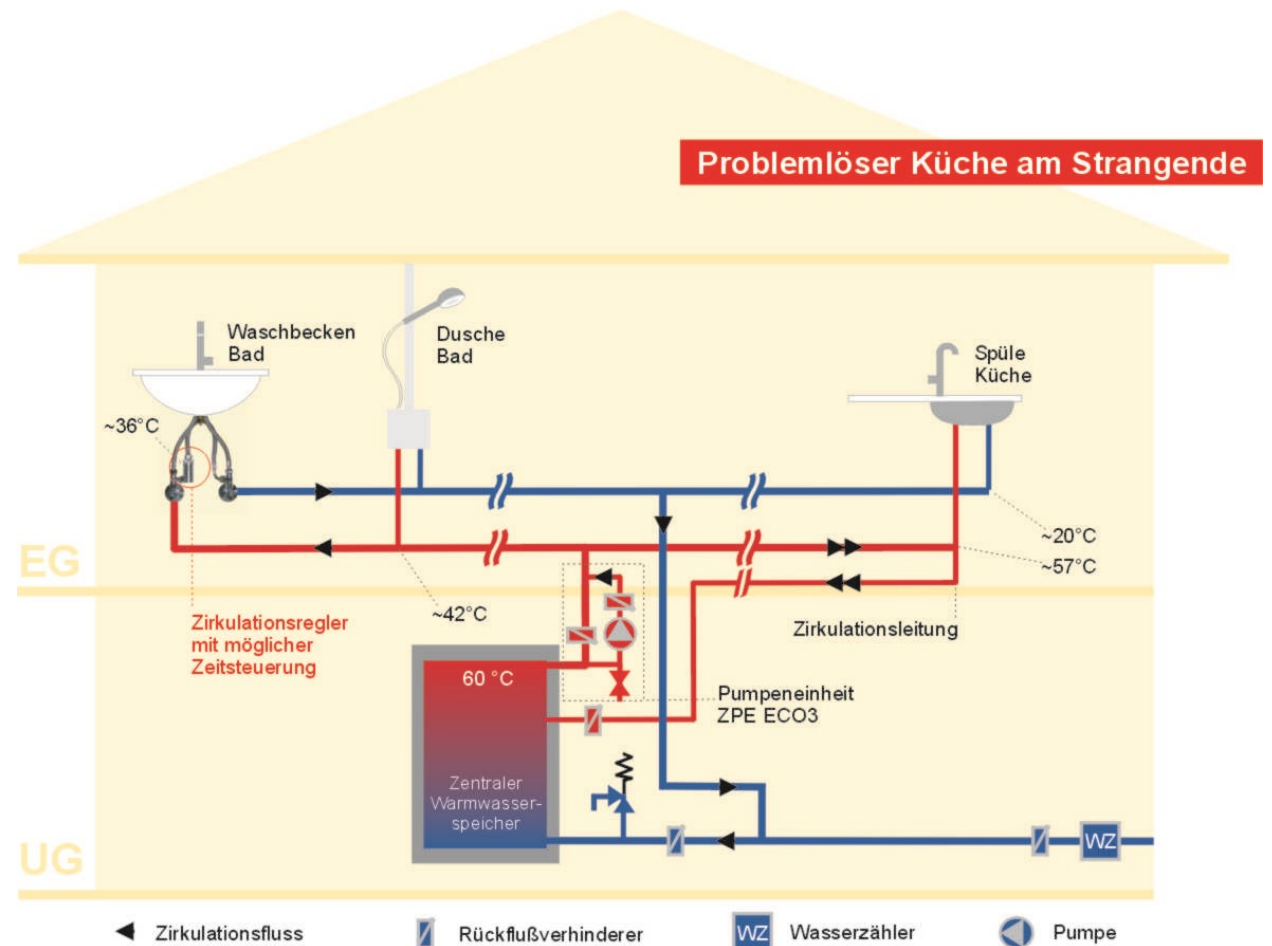 Problemlöser Küche am Strangende
Waschbecken
Bad
Dusche
Bad
Spüle
Küche
~36°C
~20°C
~57°C
EG
~42°C
Zirkulationsregler
mit möglicher
Zeitsteuerung
Zirkulationsleitung
60 °C
Pumpeneinheit
ZPE ECO3
Zentraler
Warmwasser-
speicher
WZ
UG
Zirkulationsfluss
Rückflußverhinderer
WZ
Wasserzähler
Pumpe